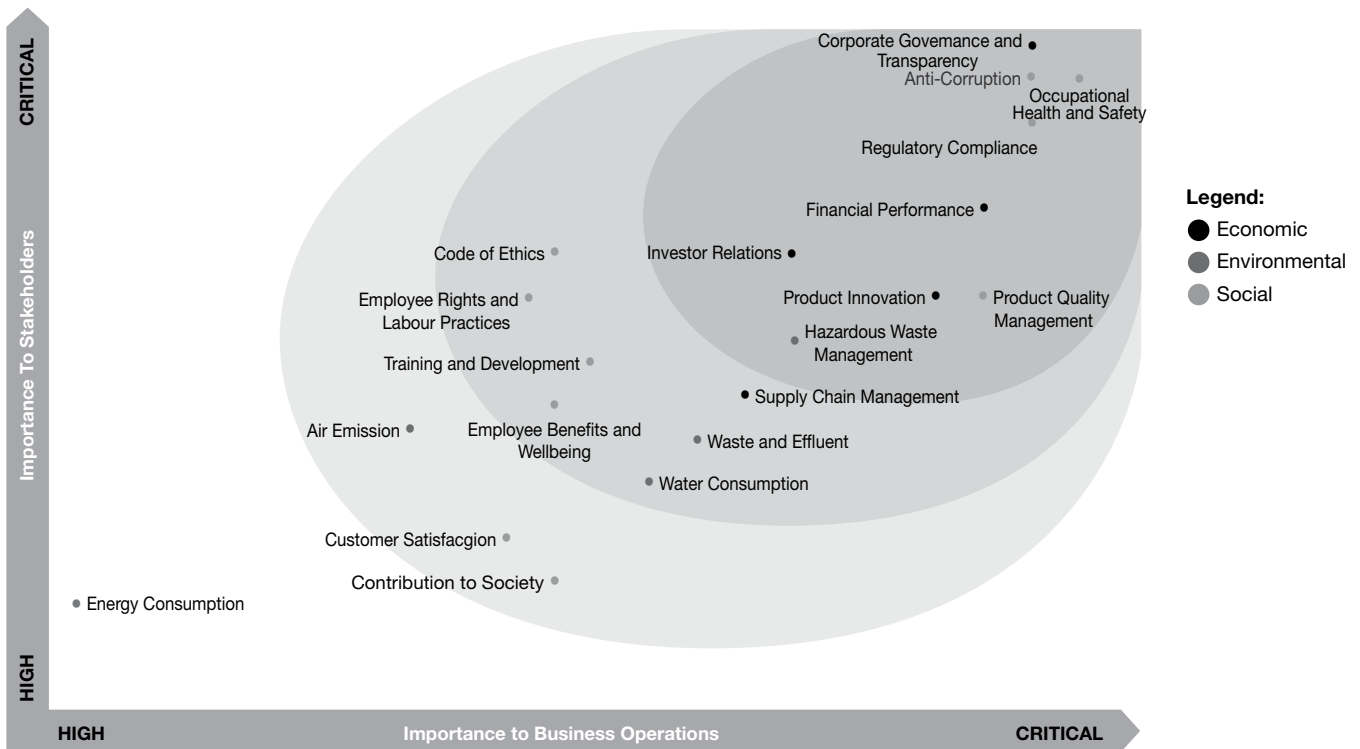 CRITICAL
Importance To Stakeholders
HIGH
Corporate Govemance and
Transparency
Anti-Corruption
Occupational
Health and Safety
Regulatory Compliance
Financial Performance
Code of Ethics
Investor Relations
Employee Rights and
Labour Practices
Product Innovation
Product Quality
Management
Hazardous Waste
Management
Training and Development
Supply Chain Management
Air Emission
Employee Benefits and
Wellbeing
Waste and Effluent
Water Consumption
Customer Satisfacgion
Contribution to Society
Energy Consumption
HIGH
Importance to Business Operations
CRITICAL
Legend:
Economic
Environmental
Social